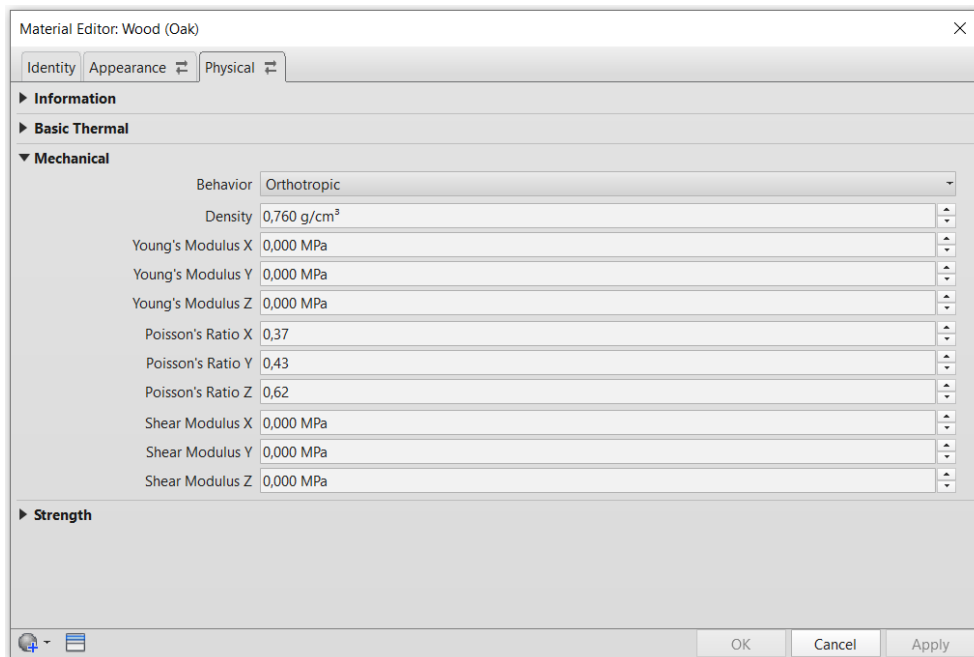 Material Editor: Wood (Oak)
Identity Appearance Physical
Information
Basic Thermal
Mechanical
Behavior Orthotropic
Density 0,760 g/cm³
Young's Modulus X 0,000 MPa
Young's Modulus Y 0,000 MPa
Young's Modulus Z 0,000 MPa
Poisson's Ratio X 0,37
Poisson's Ratio Y 0,43
Poisson's Ratio Z 0,62
Shear Modulus X 0,000 MPa
Shear Modulus Y 0,000 MPa
Shear Modulus Z 0,000 MPa
Strength
OK Cancel Apply